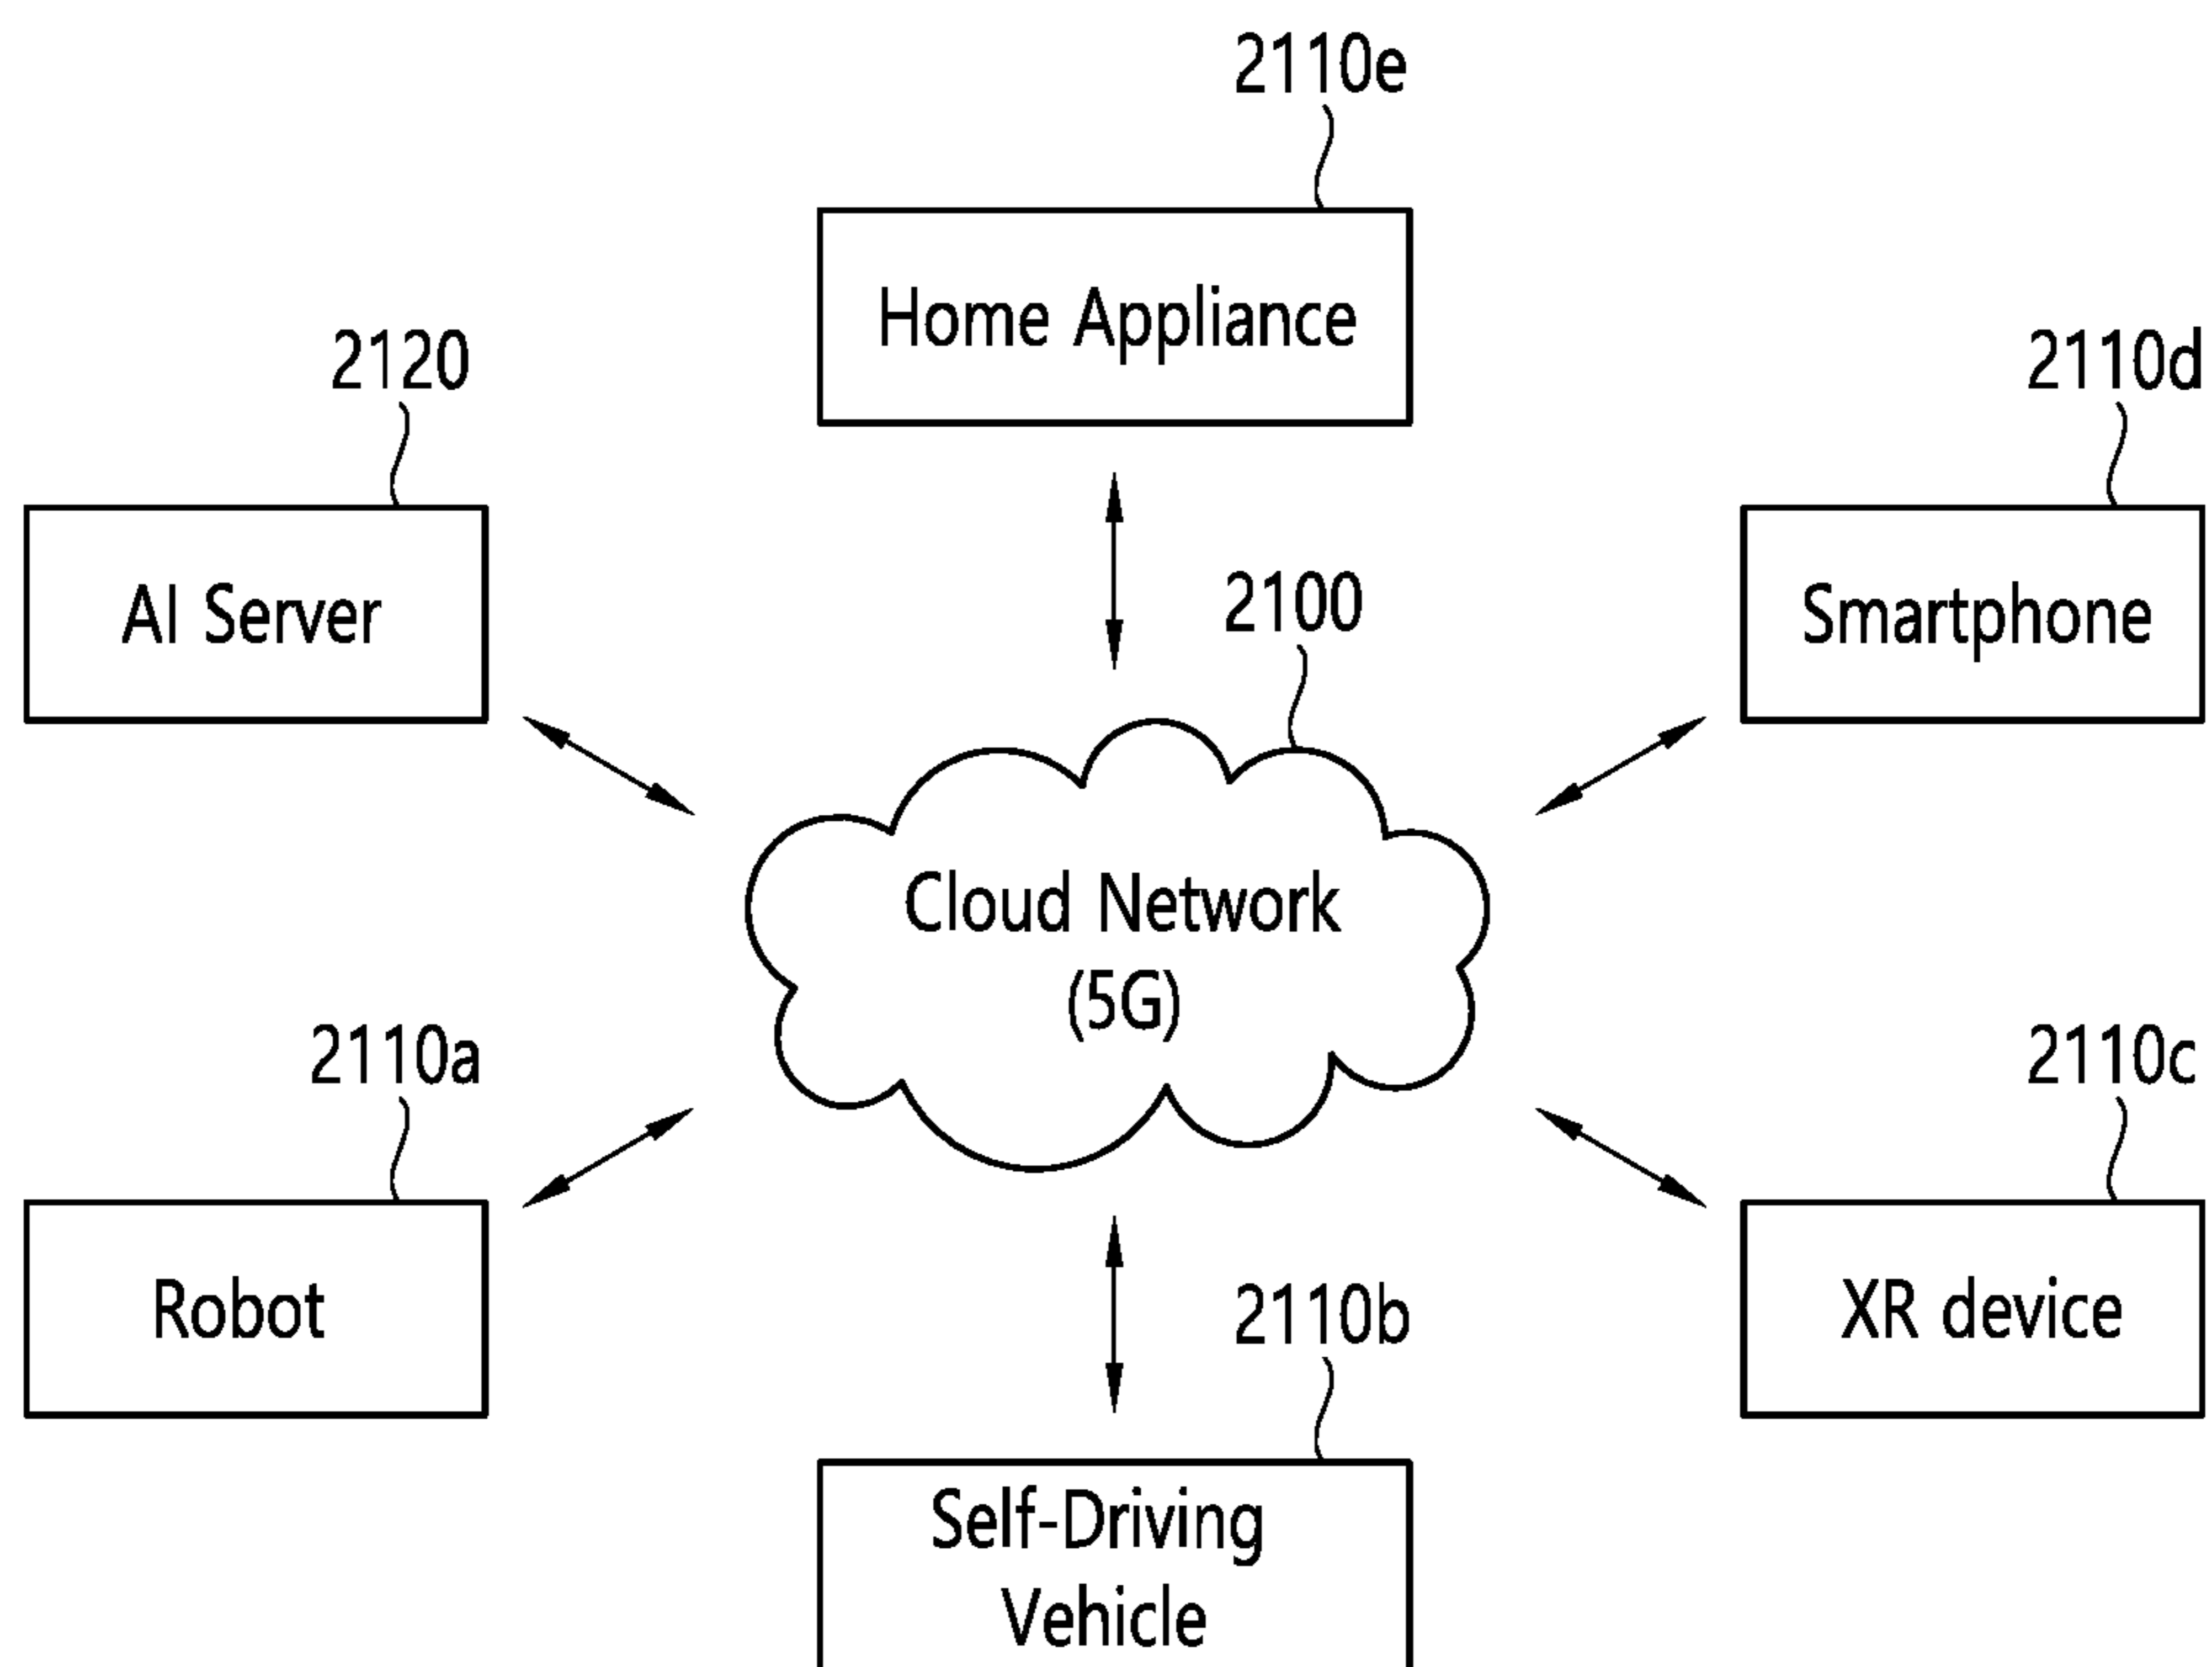 2110e
Home Appliance
2120
AI Server
2110d
Smartphone
2100
Cloud Network
(5G)
2110a
Robot
2110c
XR device
2110b
Self-Driving
Vehicle